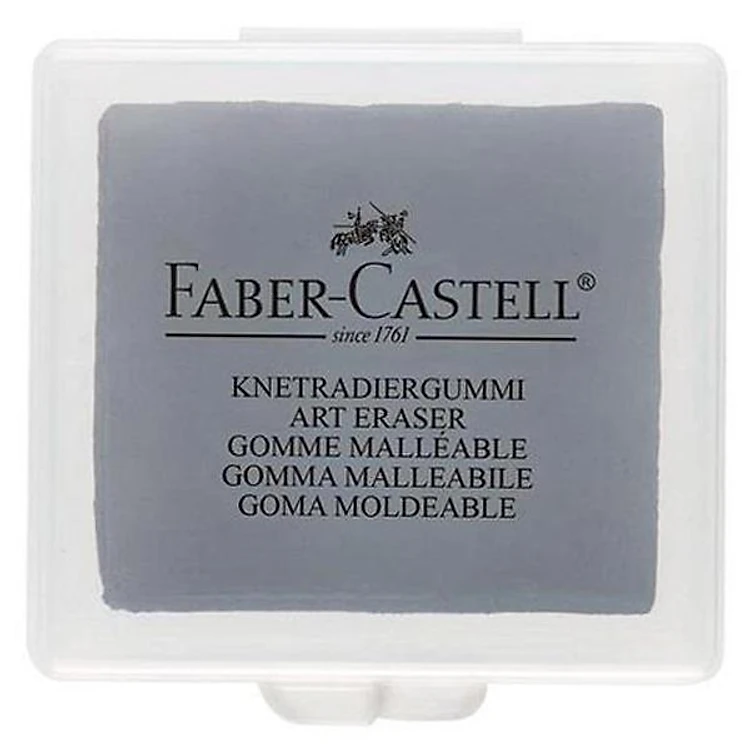 FABER-CASTELL®
since 1761
KNETRADIERGUMMI
ART ERASER
GOMME MALLÉABLE
GOMMA MALLEABILE
GOMA MOLDEABLE